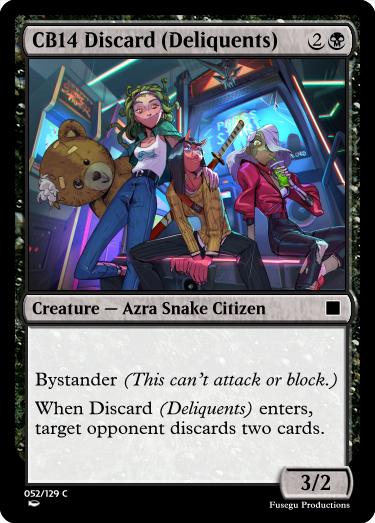 CB14 Discard (Deliquents) 2
Creature — Azra Snake Citizen
Bystander (This can't attack or block.)
When Discard (Deliquents) enters,
target opponent discards two cards.
3/2
052/129 C
Fusegu Productions